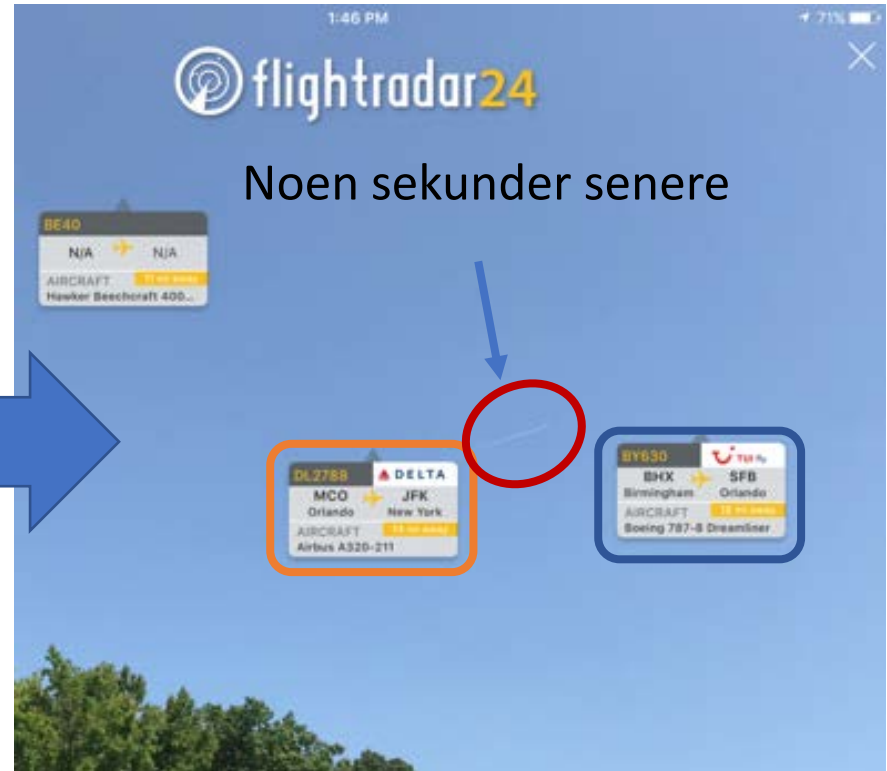 1:46 PM
71%
flightradar24
Noen sekunder senere
BE40
N/A N/A
AIRCRAFT
Hawker Beechcraft 400...
DL2788 DELTA
MCO JFK
Orlando New York
AIRCRAFT
Airbus A320-211
BY630 TUI
BHX SFB
Birmingham Orlando
AIRCRAFT
Boeing 787-8 Dreamliner